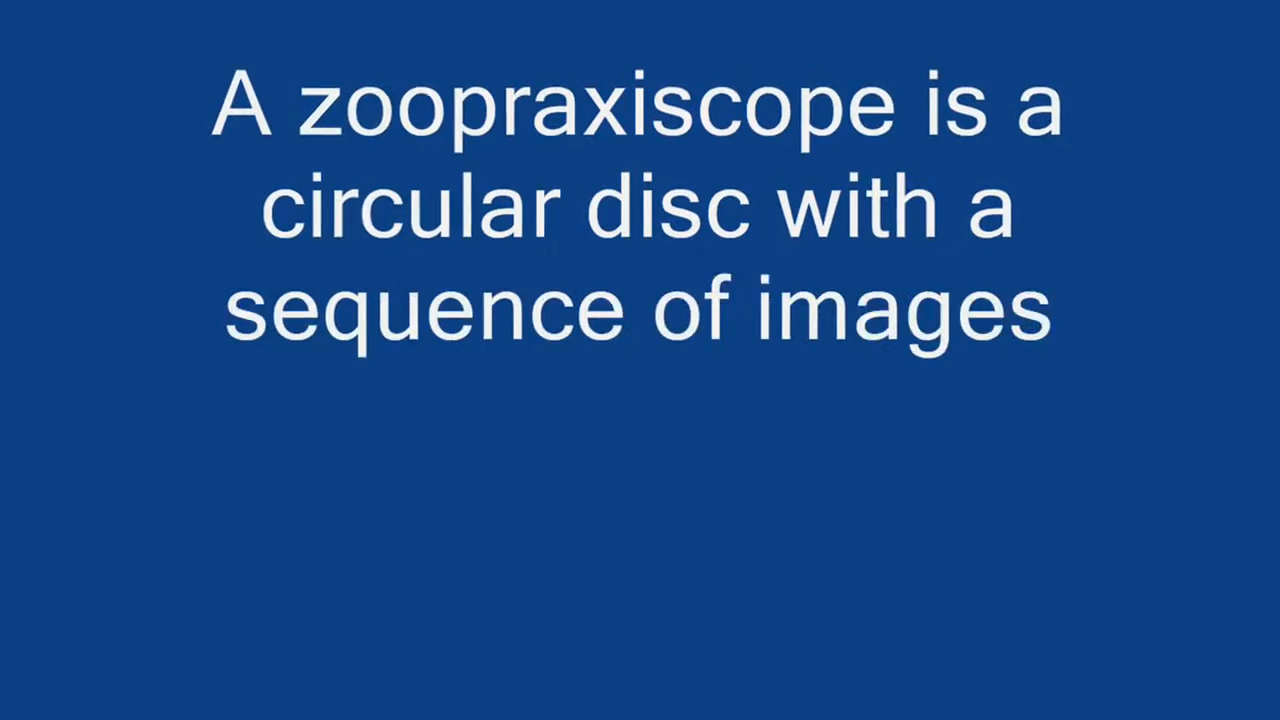 A zoopraxiscope is a
circular disc with a
sequence of images